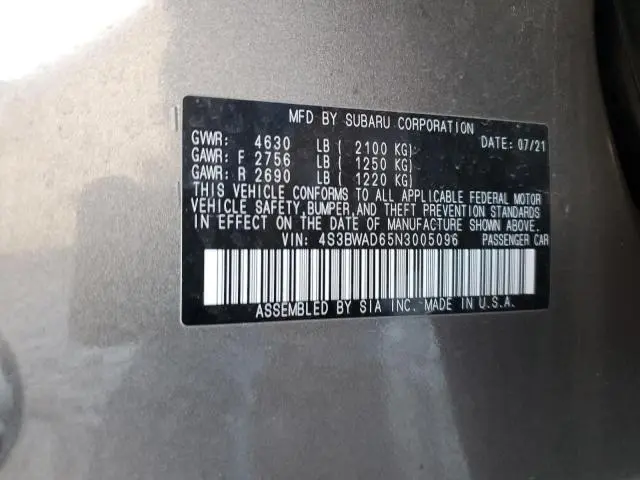 MFD BY SUBARU CORPORATION
GVWR: 4630 LB ( 2100 KG) DATE: 07/21
GAWR: F 2756 LB ( 1250 KG)
GAWR: R 2690 LB ( 1220 KG)
THIS VEHICLE CONFORMS TO ALL APPLICABLE FEDERAL MOTOR
VEHICLE SAFETY, BUMPER, AND THEFT PREVENTION STANDARDS
IN EFFECT ON THE DATE OF MANUFACTURE SHOWN ABOVE.
VIN: 4S3BWAD65N3005096 PASSENGER CAR
ASSEMBLED BY SIA INC. MADE IN U.S.A.